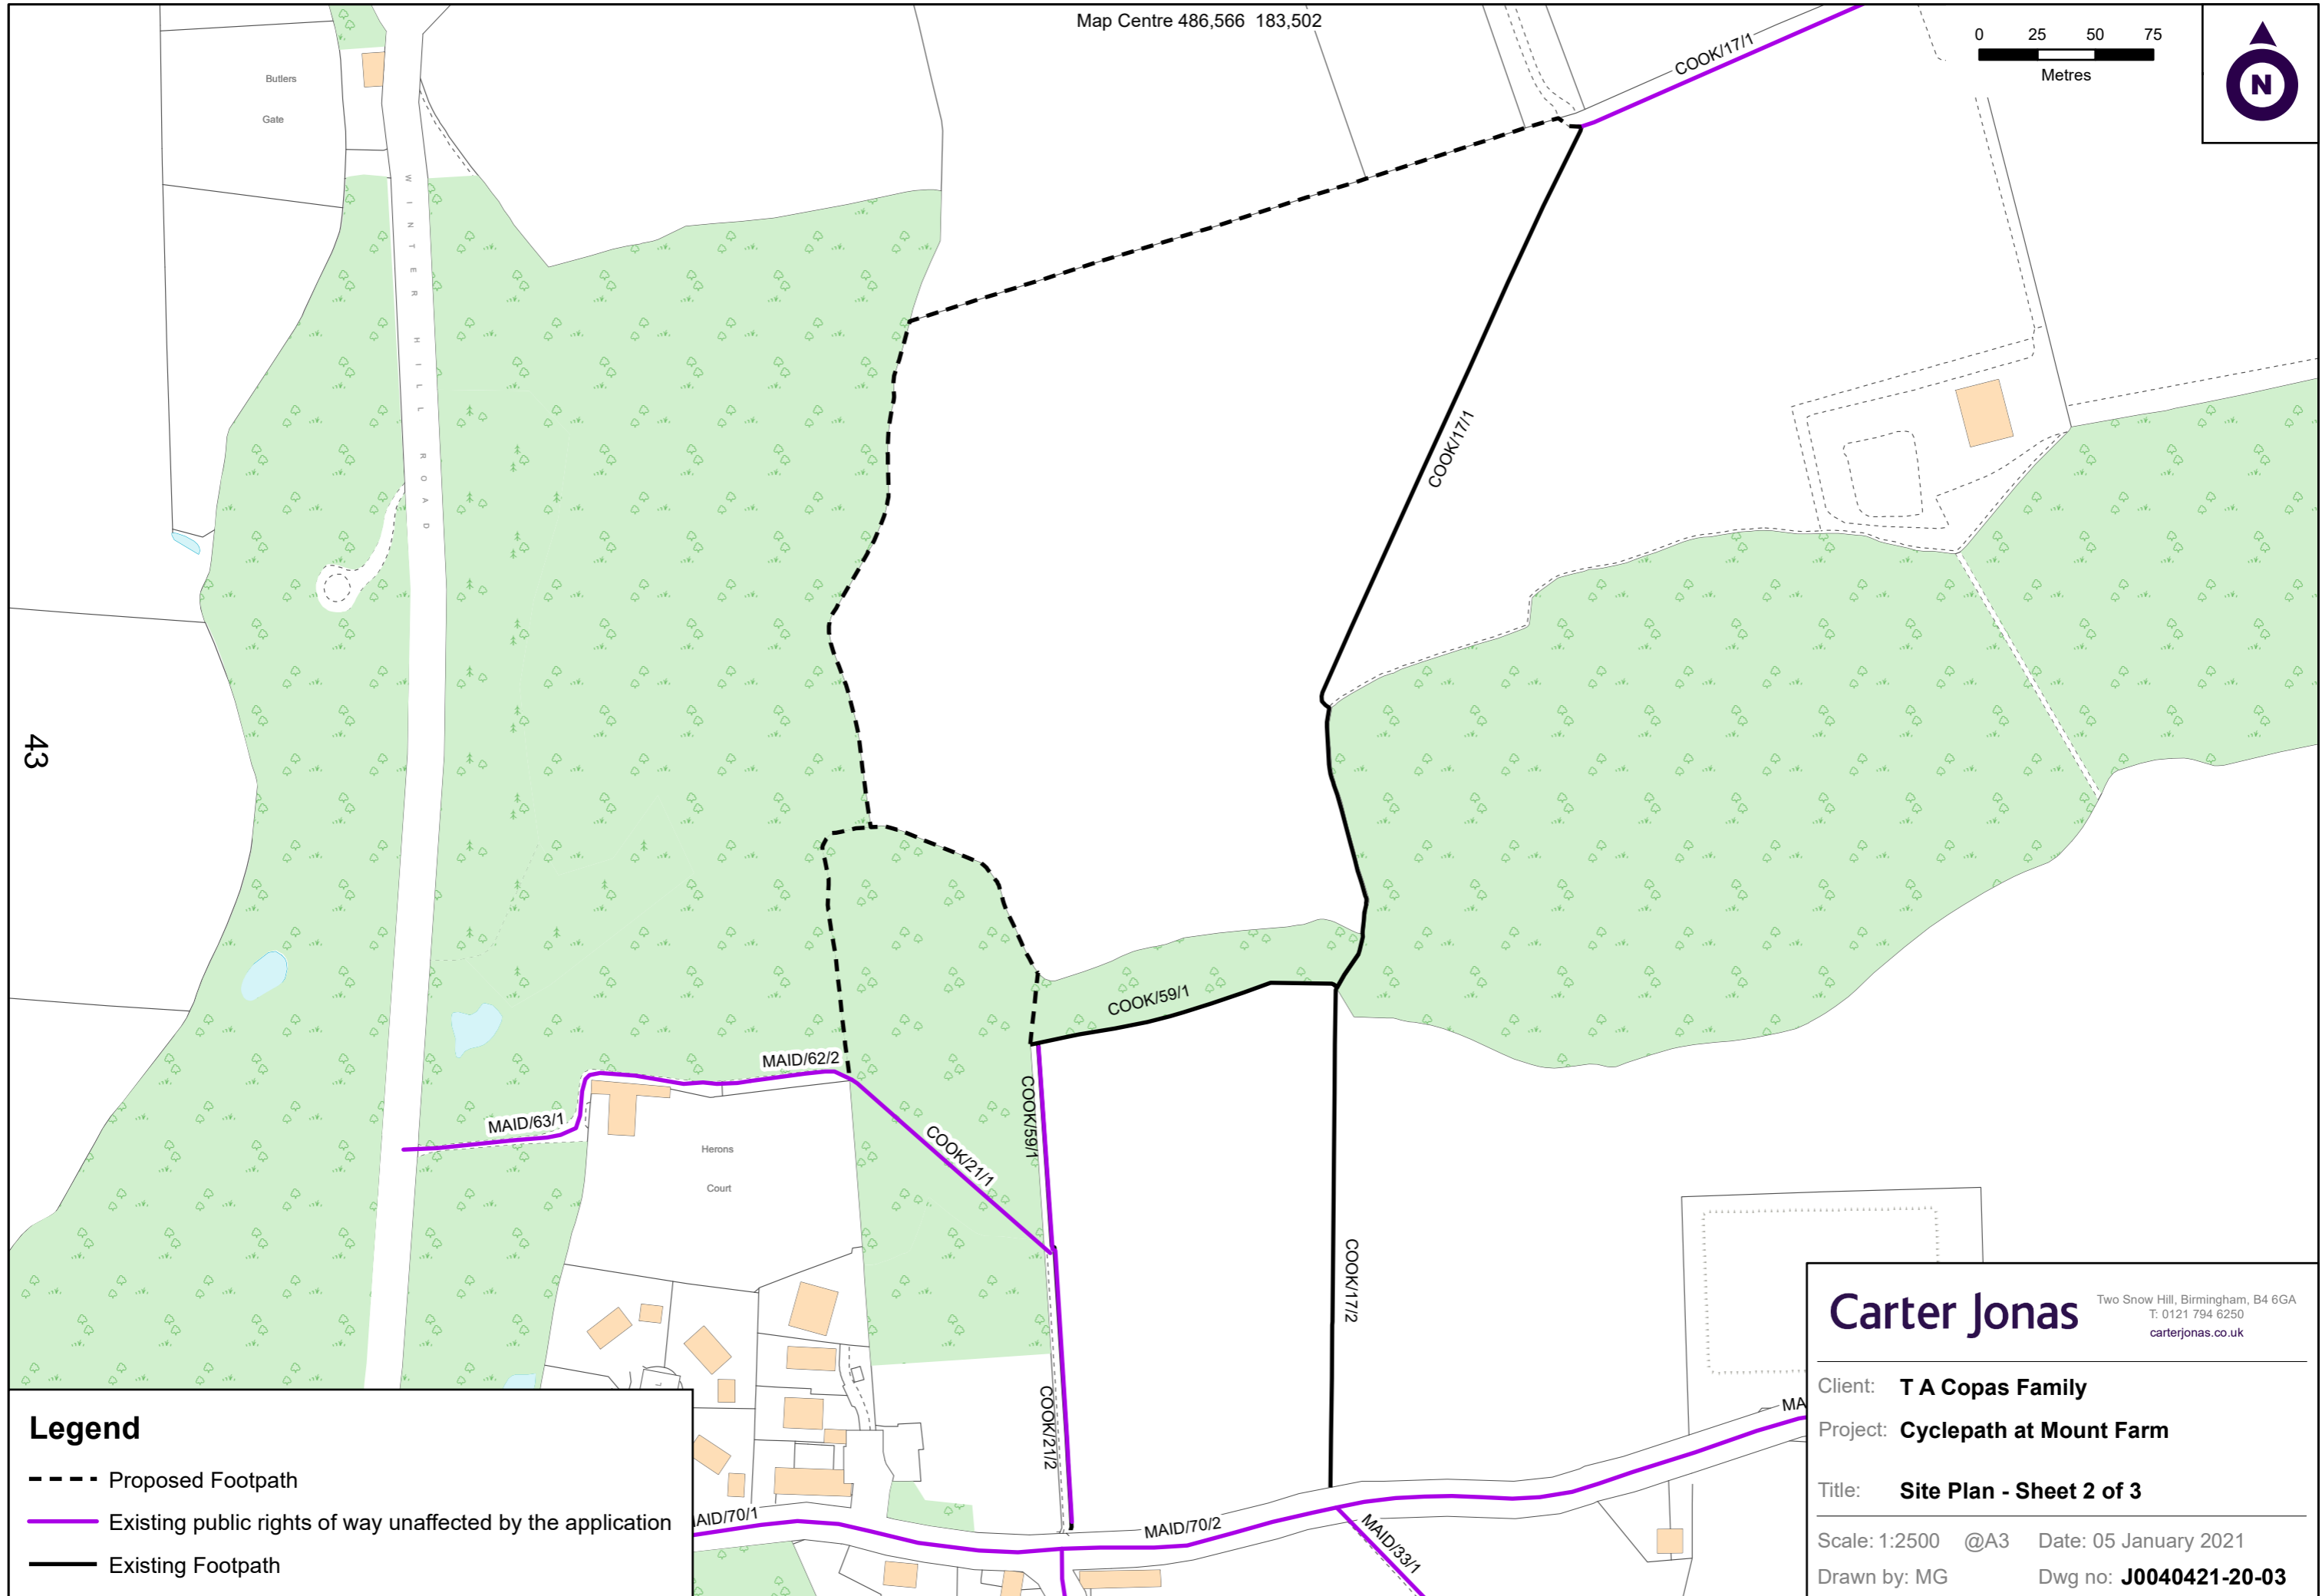 Map Centre 486,566 183,502
0 25 50 75
Metres
N
COOK/17/1
Butlers
Gate
WINTER HILL ROAD
COOK/17/1
43
COOK/59/1
MAID/62/2
MAID/63/1
COOK/59/1
COOK/21/1
Herons
Court
COOK/17/2
COOK/21/2
MAID/70/2
MAID/33/1
AID/70/1
MA
Legend
Proposed Footpath
Existing public rights of way unaffected by the application
Existing Footpath
Carter Jonas
Two Snow Hill, Birmingham, B4 6GA
T: 0121 794 6250
carterjonas.co.uk
Client: T A Copas Family
Project: Cyclepath at Mount Farm
Title: Site Plan - Sheet 2 of 3
Scale: 1:2500 @A3 Date: 05 January 2021
Drawn by: MG Dwg no: J0040421-20-03